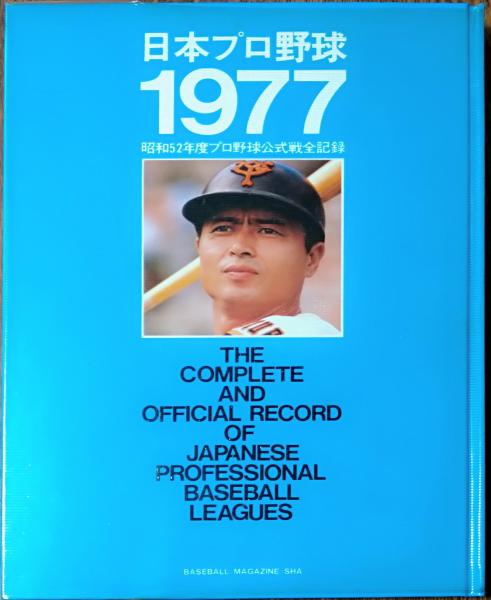 日本プロ野球
1977
昭和52年度プロ野球公式戦全記録
YG
THE
COMPLETE
AND
OFFICIAL RECORD
OF
JAPANESE
PROFESSIONAL
BASEBALL
LEAGUES
BASEBALL MAGAZINE SHA